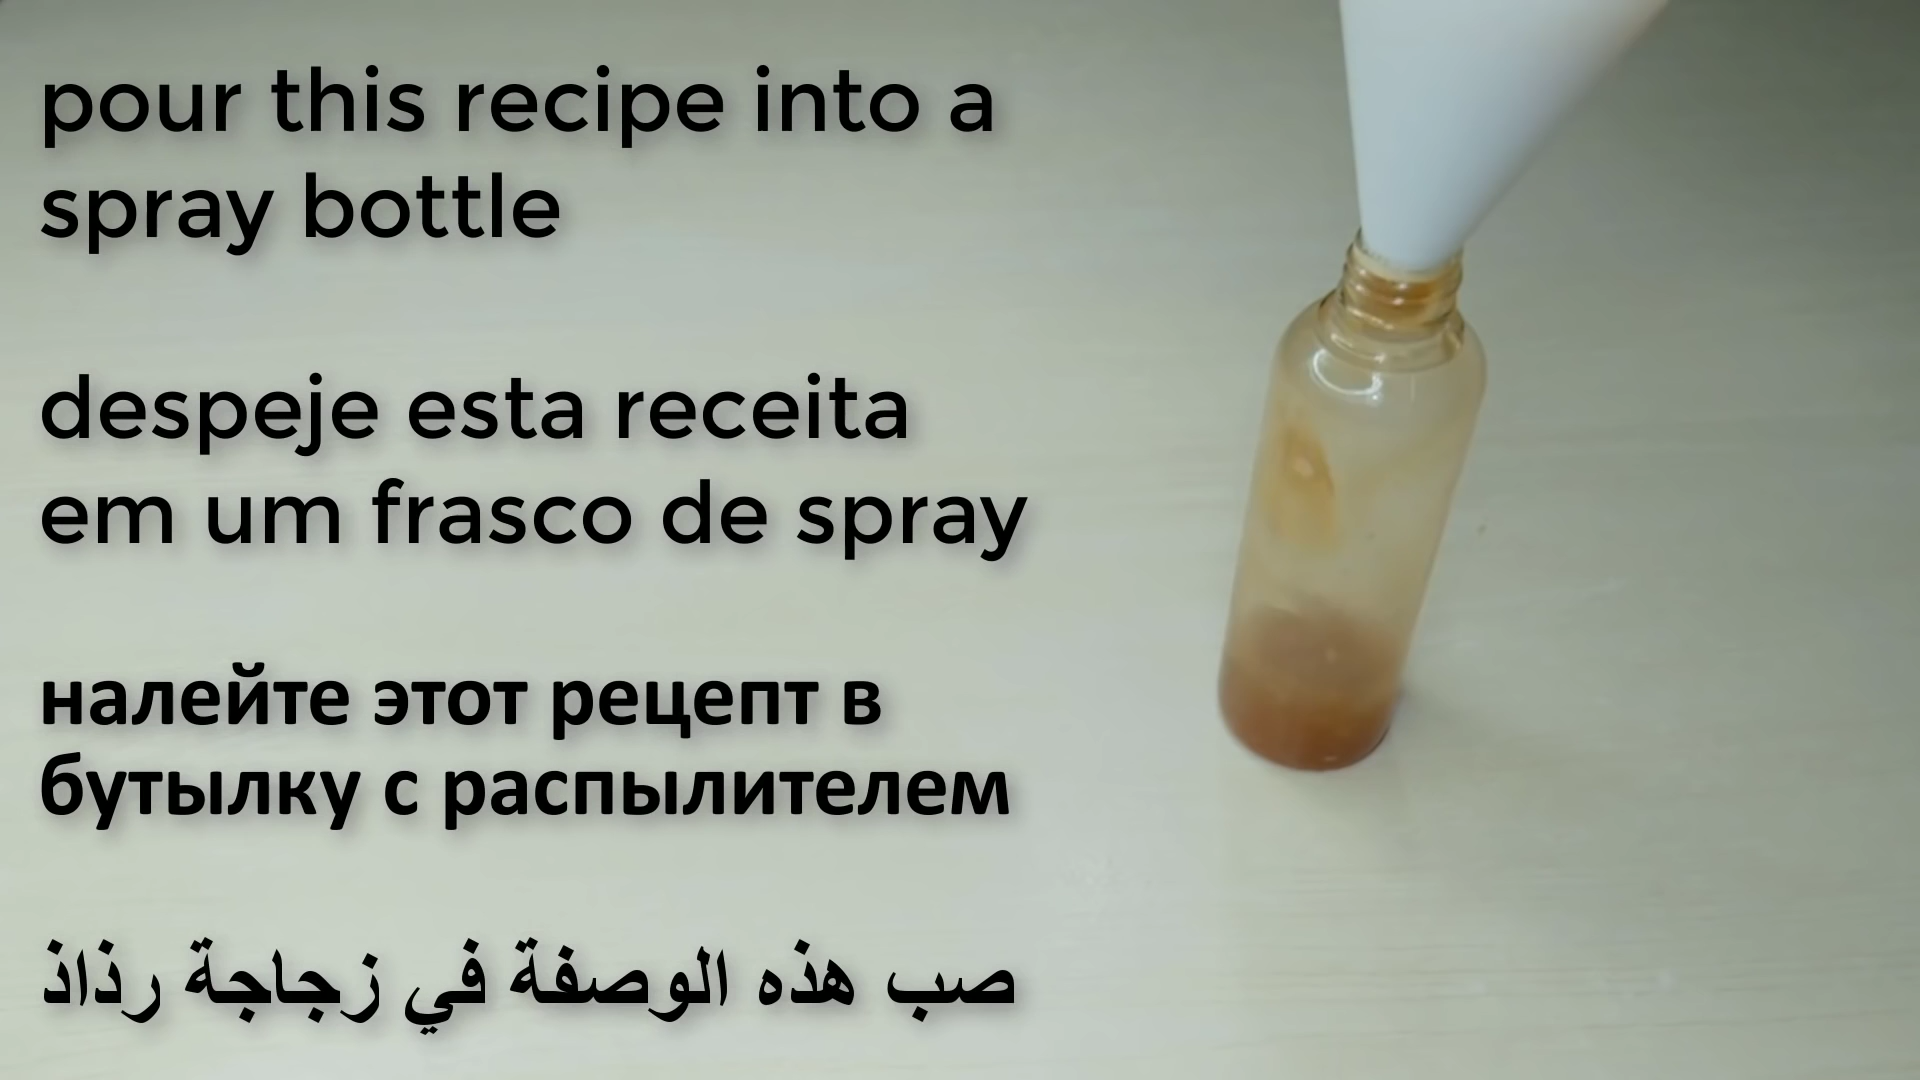 pour this recipe into a
spray bottle
despeje esta receita
em um frasco de spray
налейте этот рецепт в
бутылку с распылителем
صب هذه الوصفة في زجاجة رذاذ